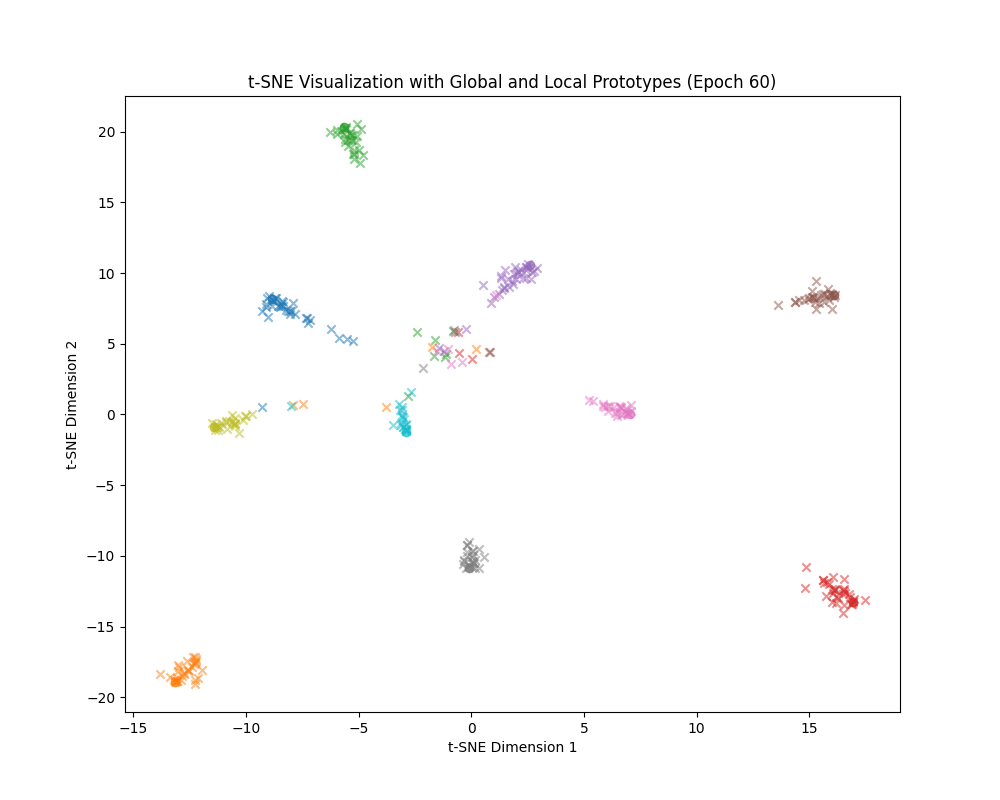 t-SNE Visualization with Global and Local Prototypes (Epoch 60)
20
15
10
5
0
−5
−10
−15
−20
t-SNE Dimension 2
−15 −10 −5 0 5 10 15
t-SNE Dimension 1